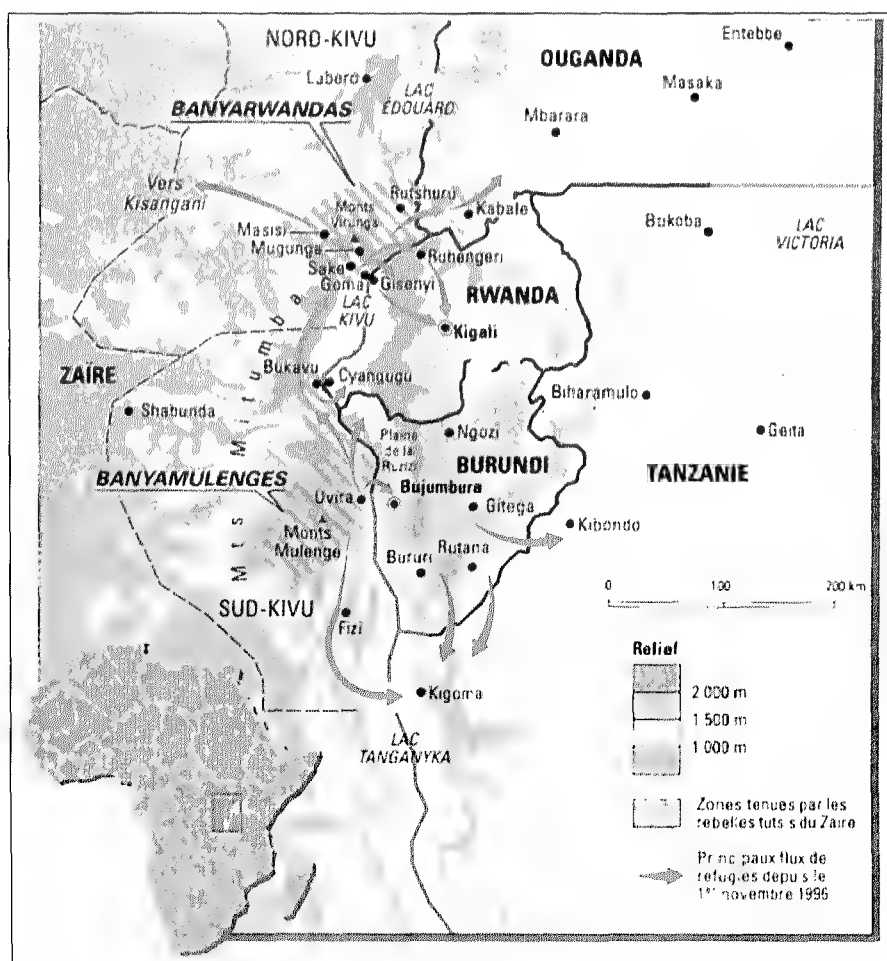 NORD-KIVU
Lubero
BANYARWANDAS
LAC
ÉDOUARD
OUGANDA
Entebbe
Masaka
Mbarara
Vers
Kisangani
Rutshuru
Monts
Virunga
Kabale
Masisi
Mugunga
Sake
Goma
Gisenyi
Ruhengeri
LAC
KIVU
RWANDA
Kigali
Bukoba
LAC
VICTORIA
ZAÏRE
Bukavu
Cyangugu
Shabunda
Mts Mitumba
Biharamulo
Geita
Ngozi
Plaine
de la
Ruzizi
BURUNDI
TANZANIE
BANYAMULENGES
Uvira
Bujumbura
Gitega
Kibondo
Monts
Mulenge
Bururi
Rutana
SUD-KIVU
Fizi
Kigoma
LAC
TANGANYKA
0 100 200 km
Relief
2 000 m
1 500 m
1 000 m
Zones tenues par les
rebelles tutsis du Zaïre
Principaux flux de
réfugiés depuis le
1er novembre 1996